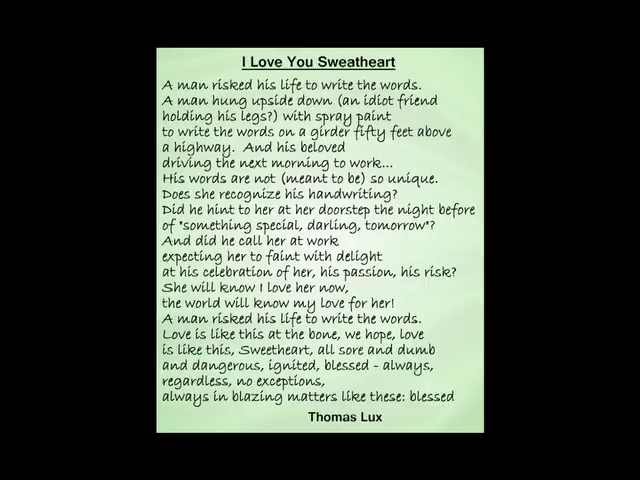 I Love You Sweatheart
A man risked his life to write the words.
A man hung upside down (an idiot friend
holding his legs?) with spray paint
to write the words on a girder fifty feet above
a highway. And his beloved
driving the next morning to work...
His words are not (meant to be) so unique.
Does she recognize his handwriting?
Did he hint to her at her doorstep the night before
of "something special, darling, tomorrow"?
And did he call her at work
expecting her to faint with delight
at his celebration of her, his passion, his risk?
She will know I love her now,
the world will know my love for her!
A man risked his life to write the words.
Love is like this at the bone, we hope, love
is like this, Sweetheart, all sore and dumb
and dangerous, ignited, blessed - always,
regardless, no exceptions,
always in blazing matters like these: blessed
Thomas Lux